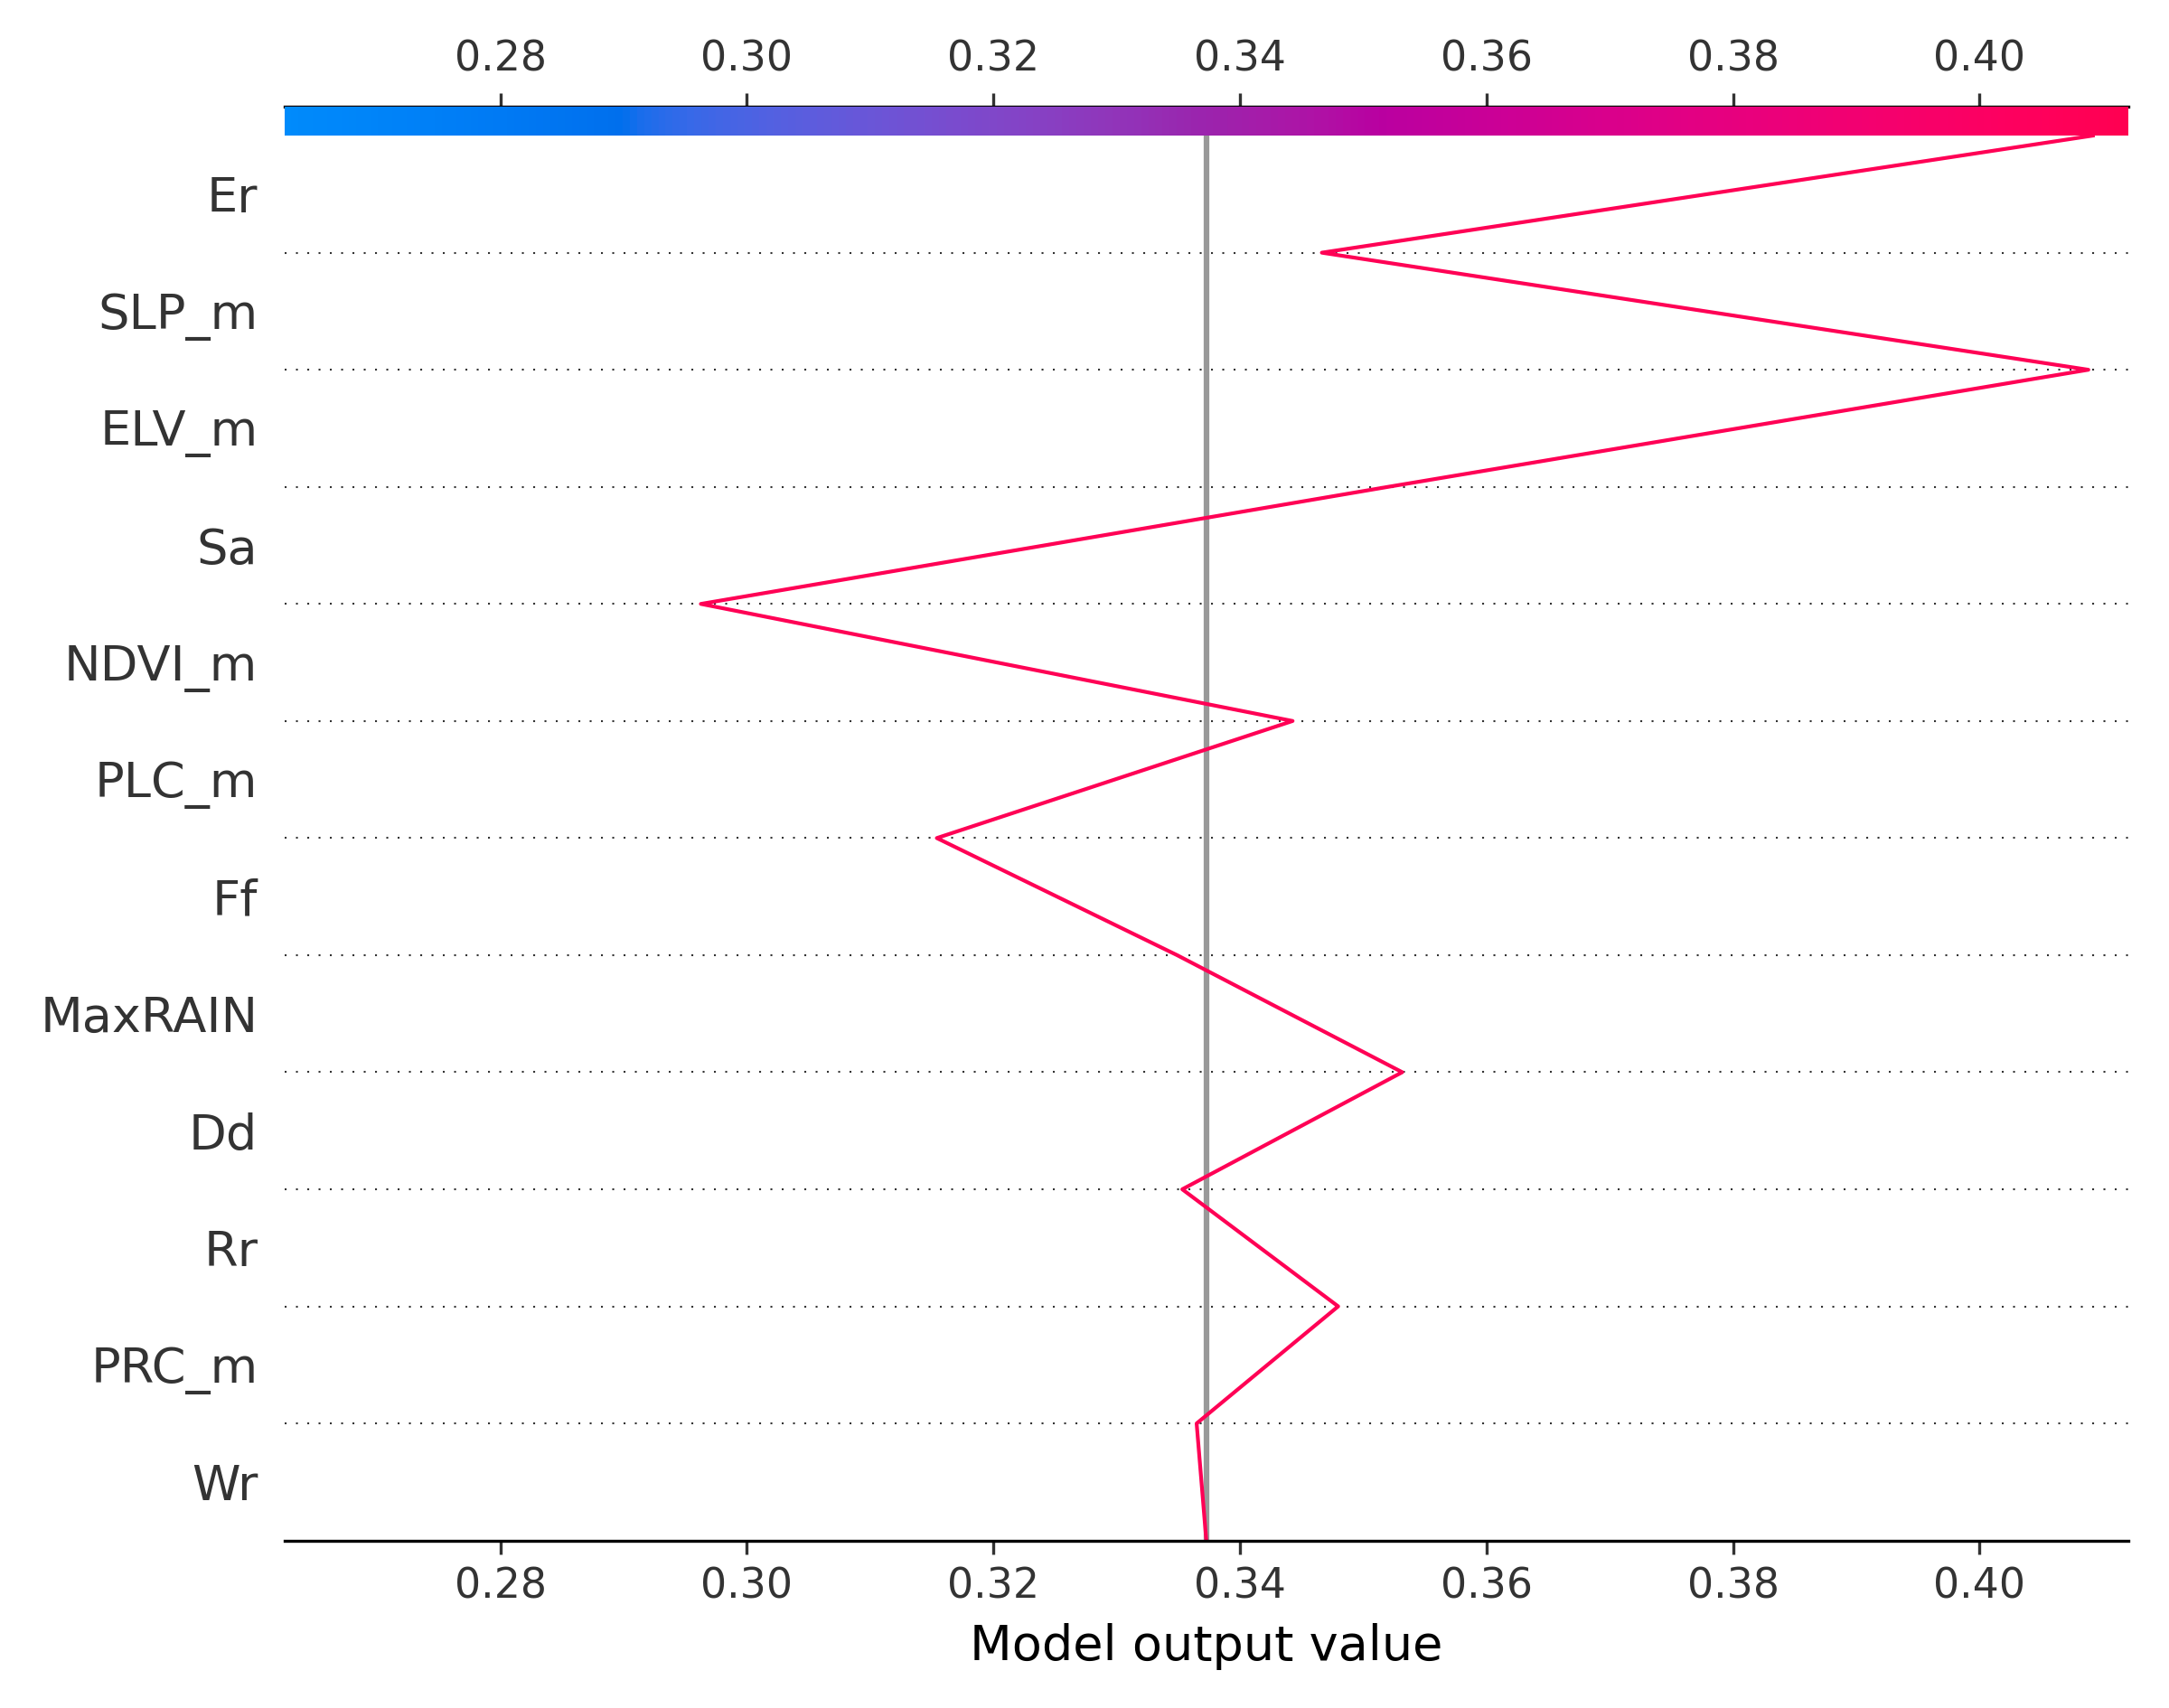 0.28 0.30 0.32 0.34 0.36 0.38 0.40
Er
SLP_m
ELV_m
Sa
NDVI_m
PLC_m
Ff
MaxRAIN
Dd
Rr
PRC_m
Wr
0.28 0.30 0.32 0.34 0.36 0.38 0.40
Model output value